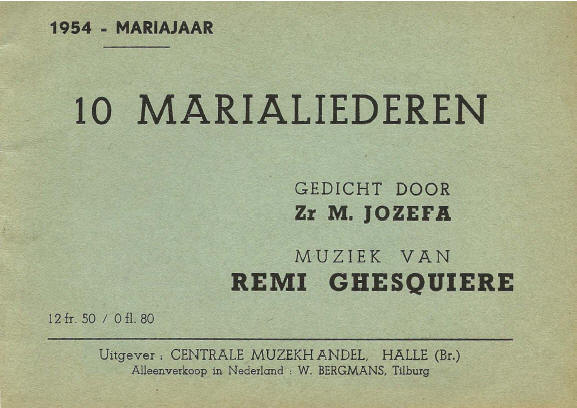 1954 - MARIAJAAR
10 MARIALIEDEREN
GEDICHT DOOR
Zr M. JOZEFA
MUZIEK VAN
REMI GHESQUIERE
12 fr. 50 / 0 fl. 80
Uitgever : CENTRALE MUZEKHANDEL, HALLE (Br.)
Alleenverkoop in Nederland : W. BERGMANS, Tilburg